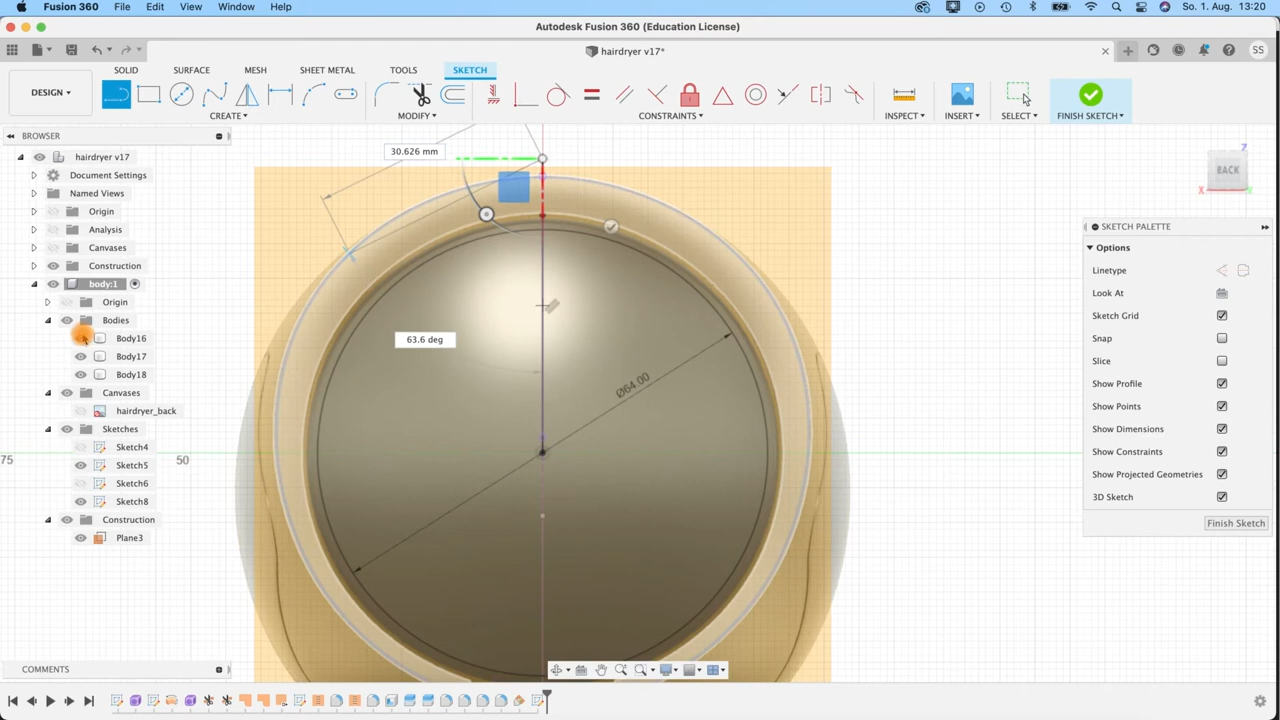 Fusion 360 File Edit View Window Help So. 1. Aug. 13:20
Autodesk Fusion 360 (Education License)
hairdryer v17*
SS
DESIGN
SOLID SURFACE MESH SHEET METAL TOOLS SKETCH
CREATE MODIFY CONSTRAINTS INSPECT INSERT SELECT FINISH SKETCH
BROWSER
hairdryer v17
Document Settings
Named Views
Origin
Analysis
Canvases
Construction
body:1
Origin
Bodies
Body16
Body17
Body18
Canvases
hairdryer_back
Sketches
Sketch4
Sketch5
Sketch6
Sketch8
Construction
Plane3
COMMENTS
30.626 mm
63.6 deg
Ø64.00
75
50
BACK
Z
X
SKETCH PALETTE
Options
Linetype
Look At
Sketch Grid
Snap
Slice
Show Profile
Show Points
Show Dimensions
Show Constraints
Show Projected Geometries
3D Sketch
Finish Sketch